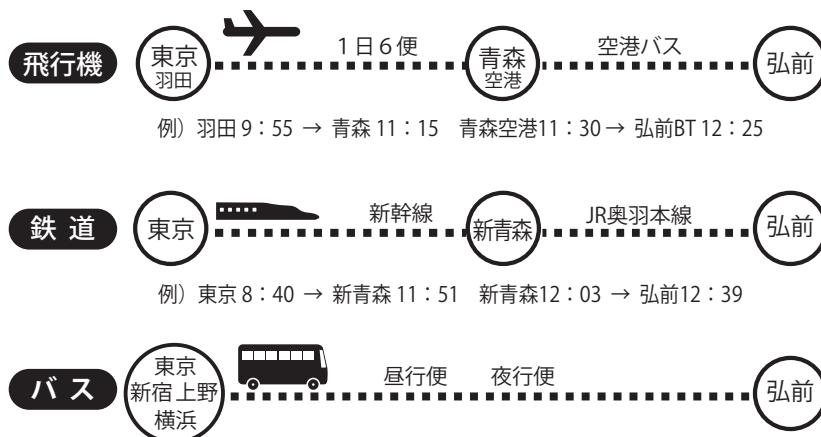 飛行機 東京 羽田 1日6便 青森 空港 空港バス 弘前
例）羽田 9：55 → 青森 11：15 青森空港11：30 → 弘前BT 12：25
鉄 道 東京 新幹線 新青森 JR奥羽本線 弘前
例）東京 8：40 → 新青森 11：51 新青森12：03 → 弘前12：39
バ ス 東京 新宿 上野 横浜 昼行便 夜行便 弘前